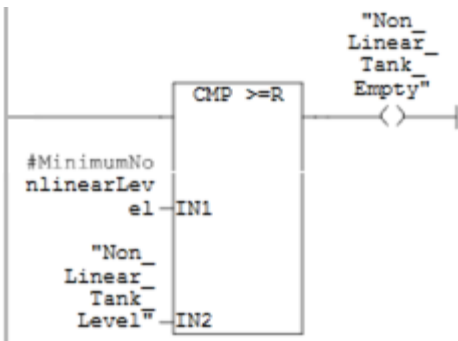 "Non_
Linear_
Tank_
Empty"
CMP >=R
#MinimumNo
nlinearLev
el
IN1
"Non_
Linear_
Tank_
Level"
IN2